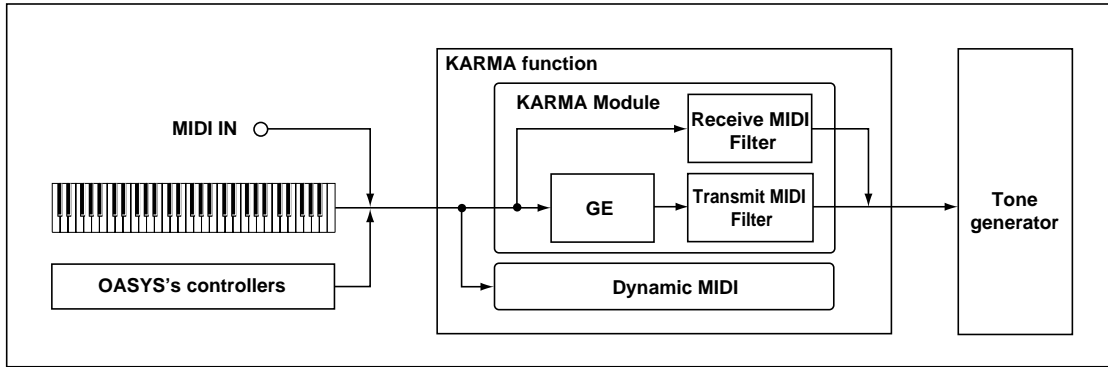 KARMA function
KARMA Module
MIDI IN
Receive MIDI
Filter
GE
Transmit MIDI
Filter
Tone
generator
OASYS's controllers
Dynamic MIDI